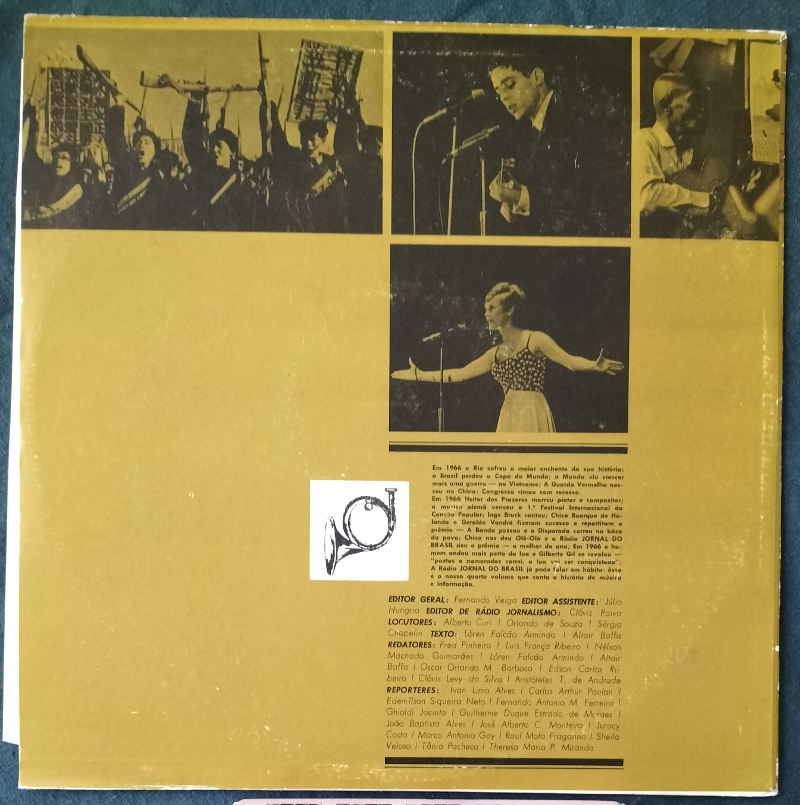 Em 1966 o Rio sofreu a maior enchente da sua história;
o Brasil perdeu a Copa do Mundo; o Mundo viu crescer
mais uma guerra — no Vietname; A Guarda Vermelha nas-
ceu na China; Congresso rimou com recesso.
Em 1966 Heitor dos Prazeres morreu pintor e compositor;
a música alemã venceu o 1.º Festival Internacional da
Canção Popular; Inge Bruck cantou; Chico Buarque de Ho-
landa e Geraldo Vandré fizeram sucesso e repartiram o
prêmio — A Banda passou e a Disparada correu na bôca
do povo; Chico nos deu Olê-Olá e a Rádio JORNAL DO
BRASIL deu o prêmio — o melhor do ano; Em 1966 o ho-
mem andou mais perto da lua e Gilberto Gil se revelou —
"poetas e namorados correi, a lua vai ser conquistada";
A Rádio JORNAL DO BRASIL já pode falar em hábito: êsse
é o nosso quarto volume que conta a história de música
e informação.
EDITOR GERAL: Fernando Veiga EDITOR ASSISTENTE: Júlio
Hungria EDITOR DE RÁDIO JORNALISMO: Clóvis Paiva
LOCUTORES: Alberto Curi / Orlando de Souza / Sérgio
Chapelin TEXTO: Lôren Falcão Armindo / Altair Baffa
REDATORES: Fred Pinheiro / Luis França Ribeiro / Nélson
Machado Guimarães / Lôren Falcão Armindo / Altair
Baffa / Oscar Orlando M. Barbosa / Edson Carlos Ri-
beiro / Clóvis Levy da Silva / Aristóteles T. de Andrade
REPORTERES: Ivan Lima Alves / Carlos Arthur Paulon /
Edemilson Siqueira Neto / Fernando Antonio M. Ferreira /
Ghioldi Jacinto / Guilherme Duque Estrada de Moraes /
João Baptista Alves / José Alberto C. Monteiro / Juracy
Costa / Marco Antonio Gay / Raul Mota Fragarino / Sheila
Veloso / Tânia Pacheco / Theresa Maria P. Miranda